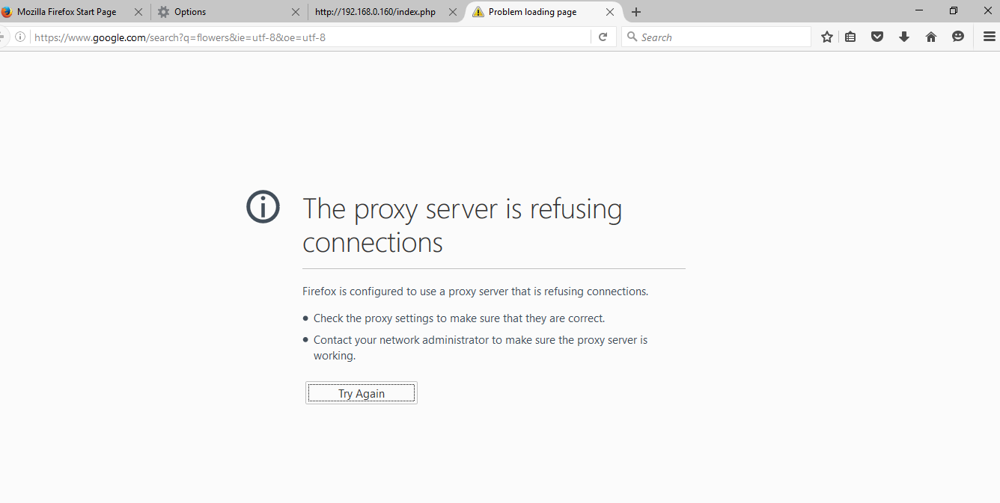 Mozilla Firefox Start Page
Options
http://192.168.0.160/index.php
Problem loading page
https://www.google.com/search?q=flowers&ie=utf-8&oe=utf-8
Search
The proxy server is refusing
connections
Firefox is configured to use a proxy server that is refusing connections.
Check the proxy settings to make sure that they are correct.
Contact your network administrator to make sure the proxy server is
working.
Try Again